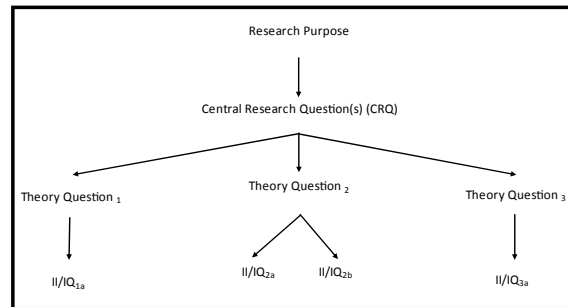 Research Purpose
Central Research Question(s) (CRQ)
Theory Question 1
Theory Question 2
Theory Question 3
II/IQ1a
II/IQ2a
II/IQ2b
II/IQ3a